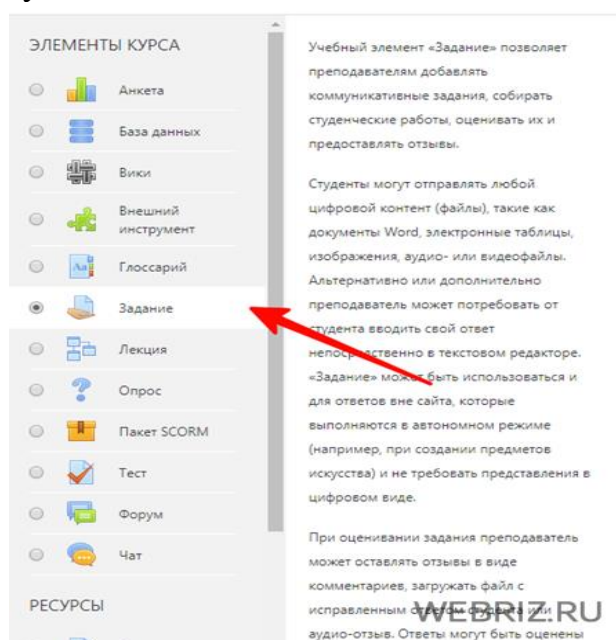 ЭЛЕМЕНТЫ КУРСА
Анкета
База данных
Вики
Внешний
инструмент
Глоссарий
Задание
Лекция
Опрос
Пакет SCORM
Тест
Форум
Чат
РЕСУРСЫ
Учебный элемент «Задание» позволяет
преподавателям добавлять
коммуникативные задания, собирать
студенческие работы, оценивать их и
предоставлять отзывы.
Студенты могут отправлять любой
цифровой контент (файлы), такие как
документы Word, электронные таблицы,
изображения, аудио- или видеофайлы.
Альтернативно или дополнительно
преподаватель может потребовать от
студента вводить свой ответ
непосредственно в текстовом редакторе.
«Задание» может быть использоваться и
для ответов вне сайта, которые
выполняются в автономном режиме
(например, при создании предметов
искусства) и не требовать представления в
цифровом виде.
При оценивании задания преподаватель
может оставлять отзывы в виде
комментариев, загружать файл с
исправленным ответом студента или
аудио-отзыв. Ответы могут быть оценены
WEBRIZ.RU